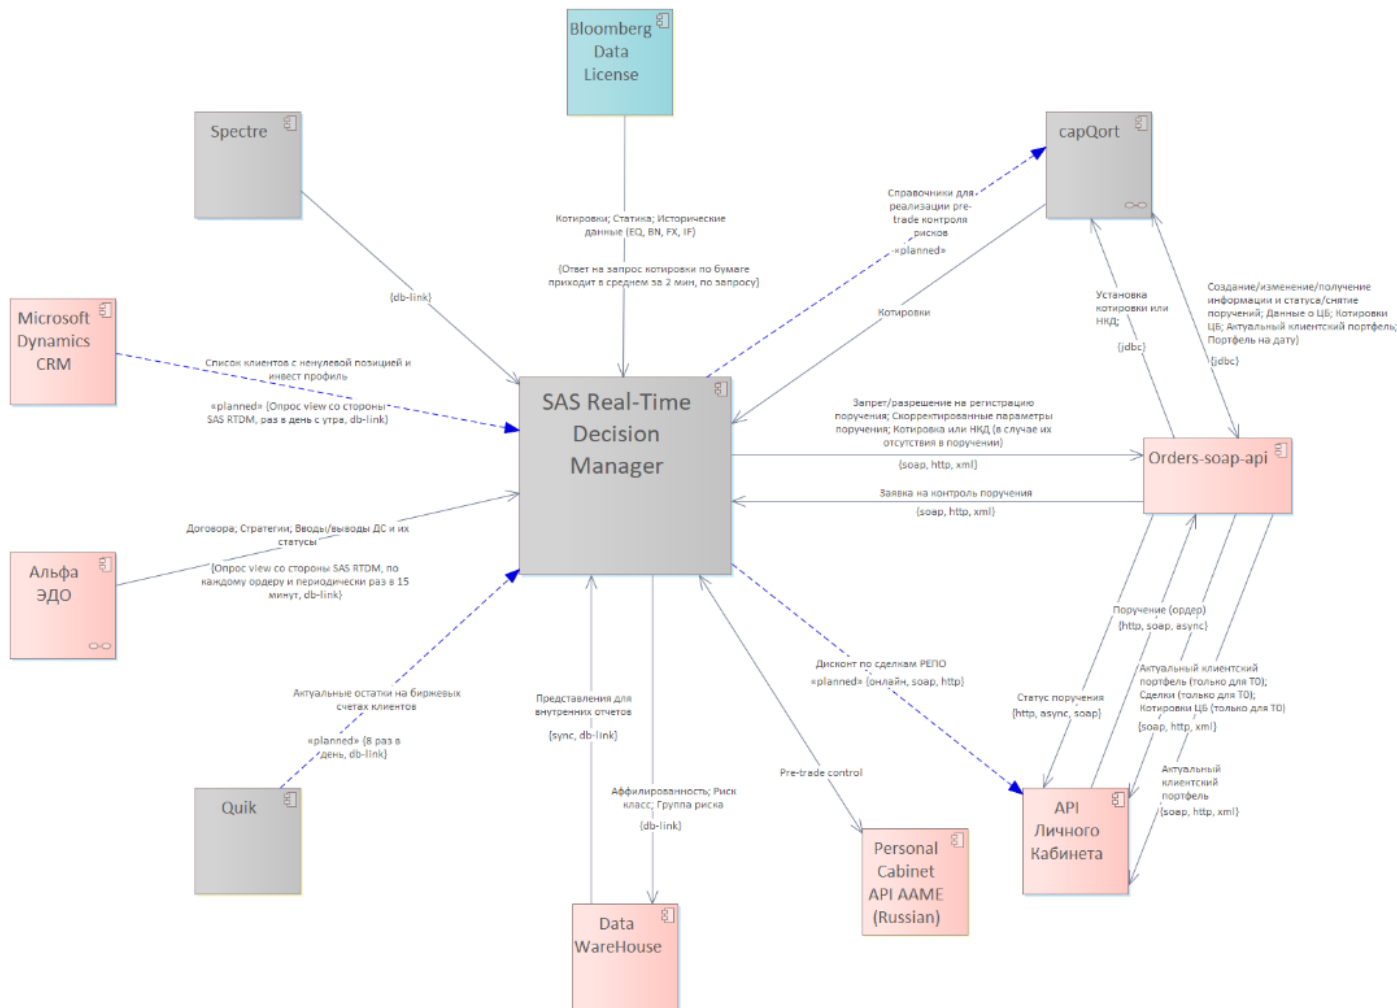 Bloomberg
Data
License
Spectre
capQort
Справочники для
реализации pre-
trade контроля
рисков
«planned»
Котировки; Статика; Исторические
данные (EQ, BN, FX, IF)
{Ответ на запрос котировки по бумаге
приходит в среднем за 2 мин, по запросу}
{db-link}
Котировки
Установка
котировки или
НКД;
{jdbc}
Создание/изменение/получение
информации и статуса/снятие
поручений; Данные о ЦБ; Котировки
ЦБ; Актуальный клиентский портфель;
Портфель на дату}
{jdbc}
Microsoft
Dynamics
CRM
Список клиентов с ненулевой позицией и
инвест профиль
«planned» {Опрос view со стороны
SAS RTDM, раз в день с утра, db-link}
SAS Real-Time
Decision
Manager
Запрет/разрешение на регистрацию
поручения; Скорректированные параметры
поручения; Котировка или НКД (в случае их
отсутствия в поручении)
{soap, http, xml}
Orders-soap-api
Заявка на контроль поручения
{soap, http, xml}
Договора; Стратегии; Вводы/выводы ДС и их
статусы
{Опрос view со стороны SAS RTDM, по
каждому ордеру и периодически раз в 15
минут, db-link}
Альфа
ЭДО
Поручение (ордер)
{http, soap, async}
Актуальные остатки на биржевых
счетах клиентов
«planned» {8 раз в
день, db-link}
Представления для
внутренних отчетов
{sync, db-link}
Дисконт по сделкам РЕПО
«planned» {онлайн, soap, http}
Статус поручения
{http, async, soap}
Актуальный клиентский
портфель (только для T0);
Сделки (только для T0);
Котировки ЦБ (только для T0)
{soap, http, xml}
Pre-trade control
Актуальный
клиентский
портфель
{soap, http, xml}
Аффилированность; Риск
класс; Группа риска
{db-link}
Quik
API
Личного
Кабинета
Personal
Cabinet
API AAME
(Russian)
Data
WareHouse